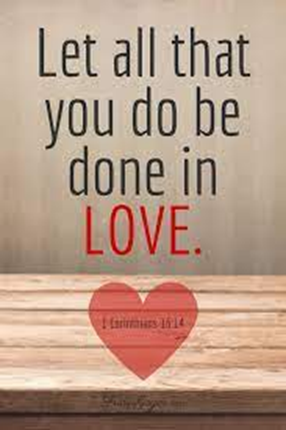 Let all that
you do be
done in
LOVE.
1 Corinthians 16:14